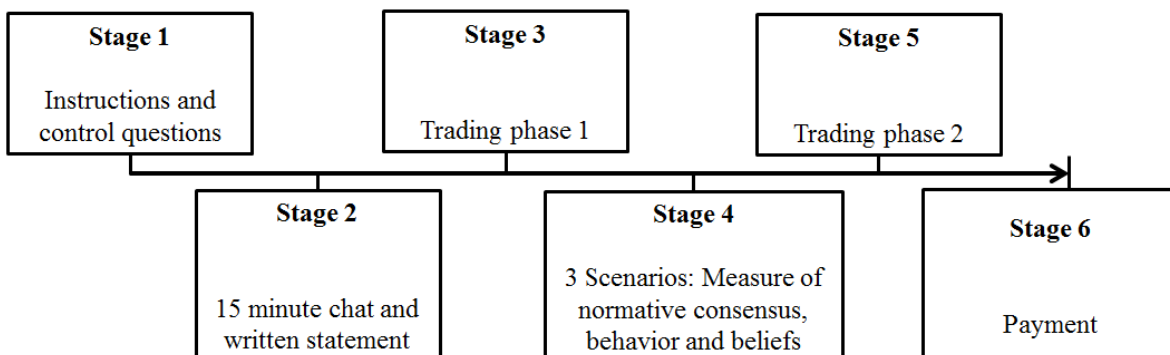 Stage 1
Instructions and
control questions
Stage 2
15 minute chat and
written statement
Stage 3
Trading phase 1
Stage 4
3 Scenarios: Measure of
normative consensus,
behavior and beliefs
Stage 5
Trading phase 2
Stage 6
Payment